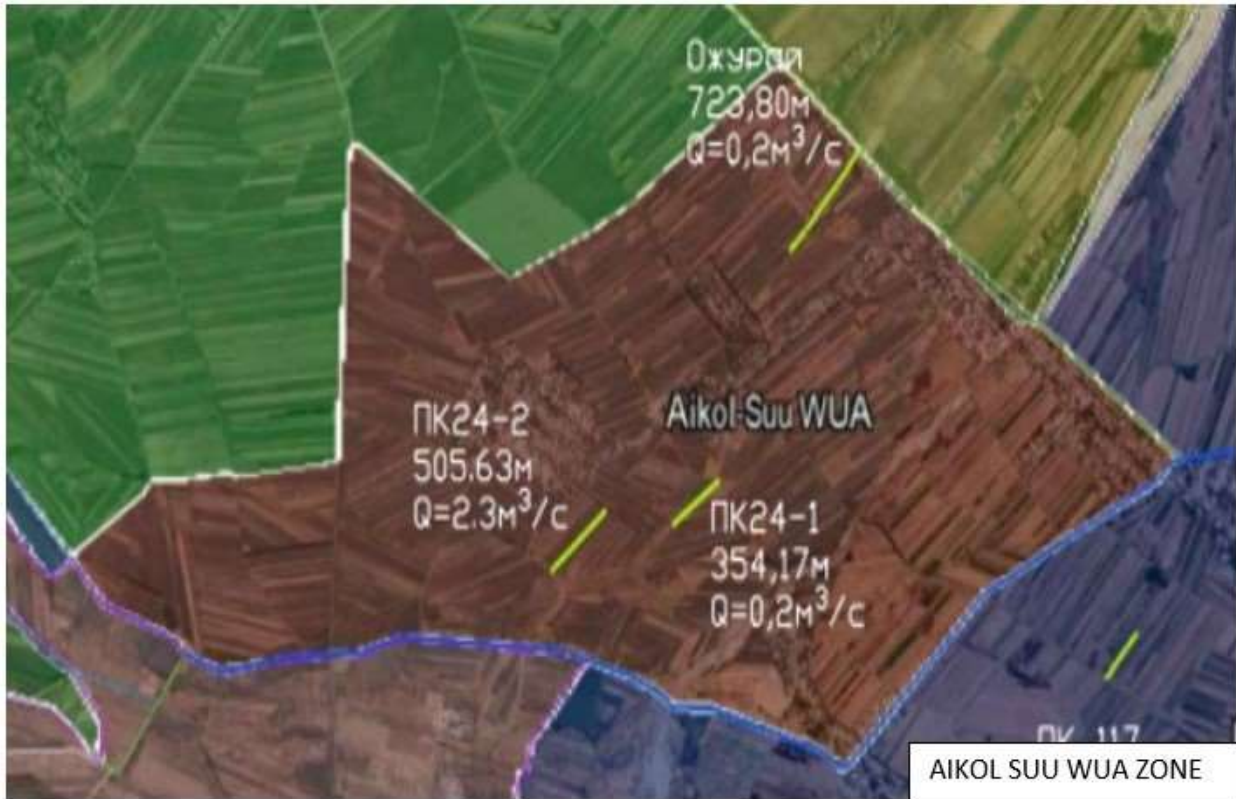 Ожурай
723,80м
Q=0,2м³/с
Aikol-Suu WUA
ПК24-2
505.63м
Q=2.3м³/с
ПК24-1
354,17м
Q=0,2м³/с
AIKOL SUU WUA ZONE